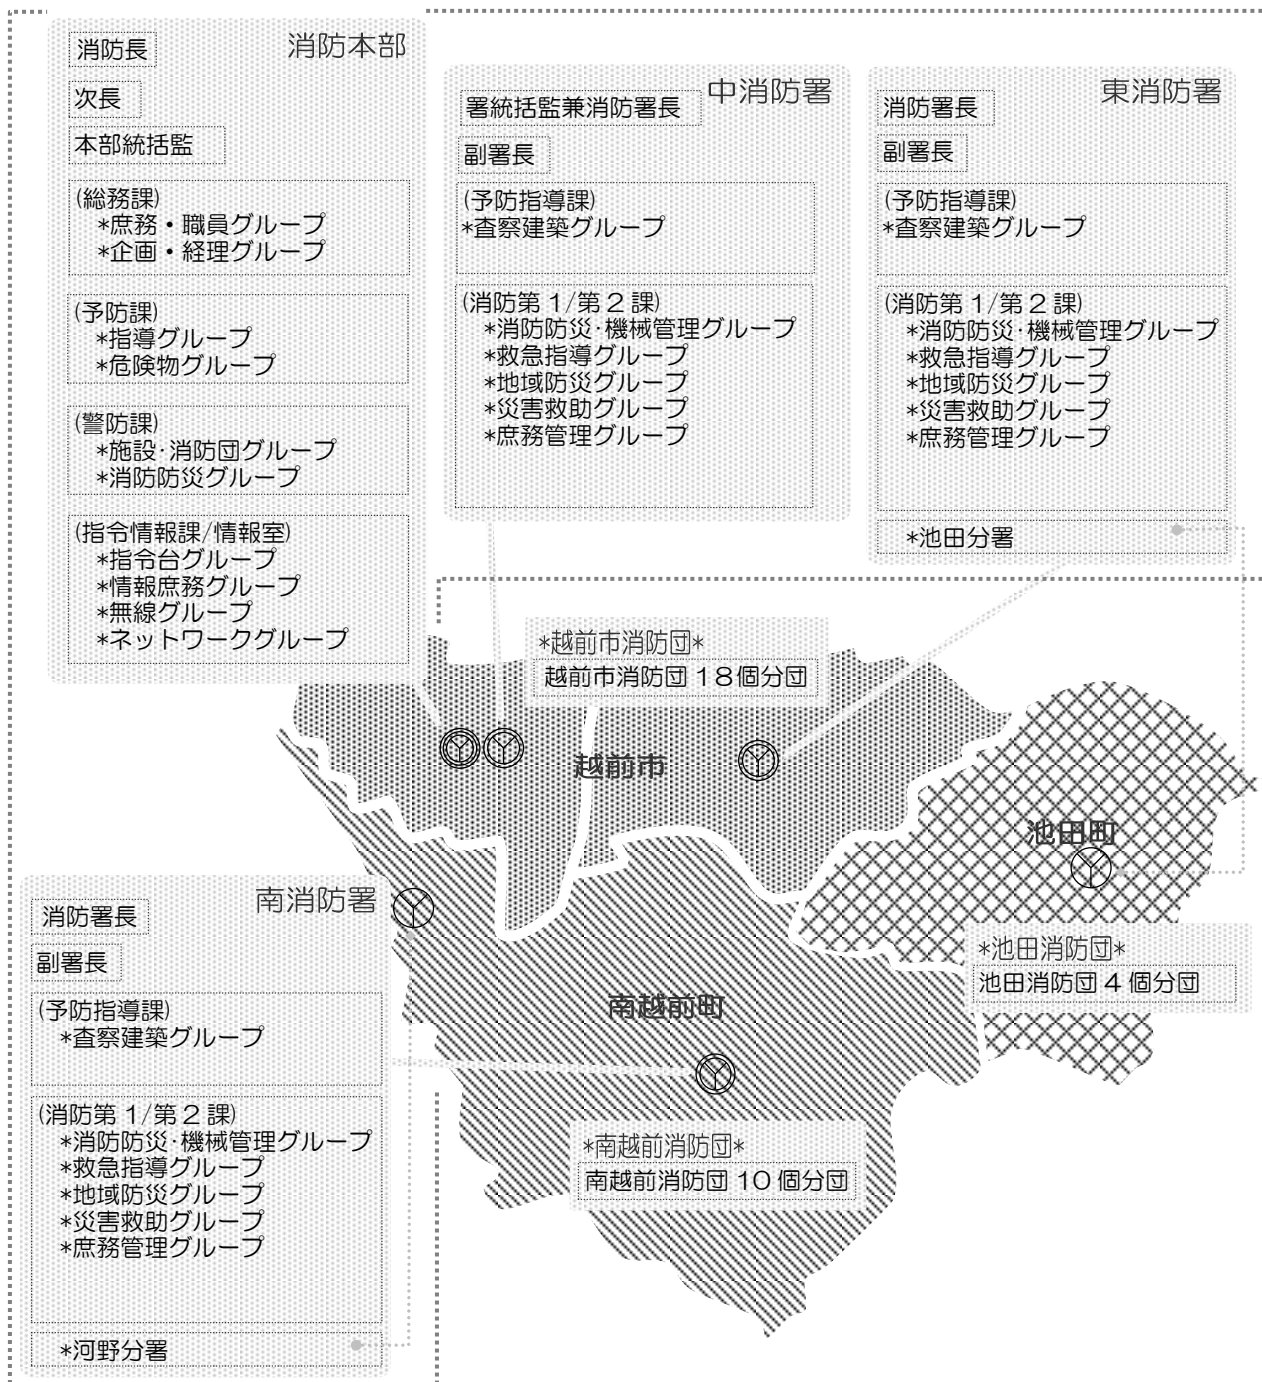 消防本部
消防長
次長
本部統括監
(総務課)
*庶務・職員グループ
*企画・経理グループ
(予防課)
*指導グループ
*危険物グループ
(警防課)
*施設·消防団グループ
*消防防災グループ
(指令情報課/情報室)
*指令台グループ
*情報庶務グループ
*無線グループ
*ネットワークグループ
中消防署
署統括監兼消防署長
副署長
(予防指導課)
*査察建築グループ
(消防第1/第2課)
*消防防災·機械管理グループ
*救急指導グループ
*地域防災グループ
*災害救助グループ
*庶務管理グループ
東消防署
消防署長
副署長
(予防指導課)
*査察建築グループ
(消防第1/第2課)
*消防防災·機械管理グループ
*救急指導グループ
*地域防災グループ
*災害救助グループ
*庶務管理グループ
*池田分署
*越前市消防団*
越前市消防団 18個分団
越前市
池田町
*池田消防団*
池田消防団 4 個分団
南越前町
*南越前消防団*
南越前消防団 10 個分団
南消防署
消防署長
副署長
(予防指導課)
*査察建築グループ
(消防第1/第2課)
*消防防災·機械管理グループ
*救急指導グループ
*地域防災グループ
*災害救助グループ
*庶務管理グループ
*河野分署